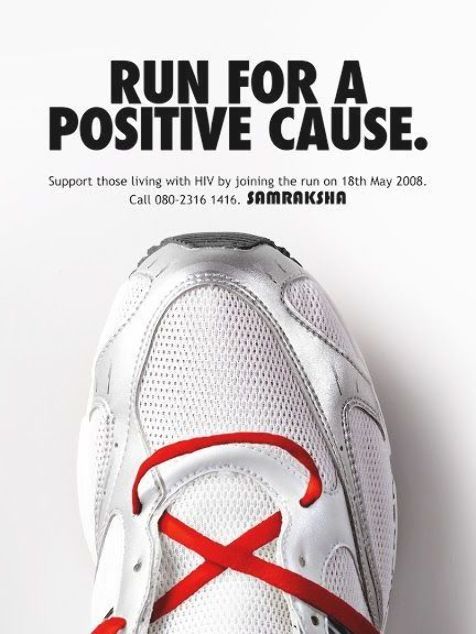 RUN FOR A
POSITIVE CAUSE.
Support those living with HIV by joining the run on 18th May 2008.
Call 080-2316 1416. SAMRAKSHA